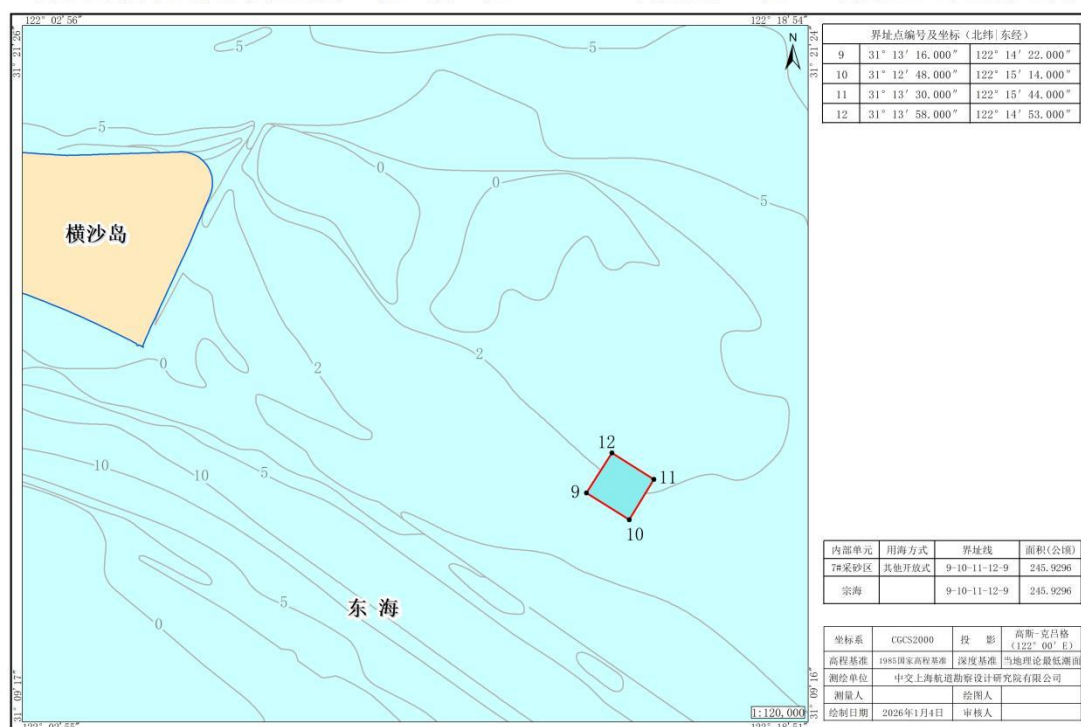 122° 02′56″
122° 18′54″
31° 21′26″
31° 21′24″
N
5
5
5
0
0
5
横沙岛
2
2
0
10
10
5
5
0
12
11
9
10
东 海
1:120,000
31° 09′17″
31° 09′16″
122° 02′55″
122° 18′51″
界址点编号及坐标（北纬|东经）
9 31° 13′ 16.000″ 122° 14′ 22.000″
10 31° 12′ 48.000″ 122° 15′ 14.000″
11 31° 13′ 30.000″ 122° 15′ 44.000″
12 31° 13′ 58.000″ 122° 14′ 53.000″
内部单元 用海方式 界址线 面积(公顷)
7#采砂区 其他开放式 9-10-11-12-9 245.9296
宗海 9-10-11-12-9 245.9296
坐标系 CGCS2000 投 影 高斯-克吕格
(122° 00′ E)
高程基准 1985国家高程基准 深度基准 当地理论最低潮面
测绘单位 中交上海航道勘察设计研究院有限公司
测量人 绘图人
绘制日期 2026年1月4日 审核人